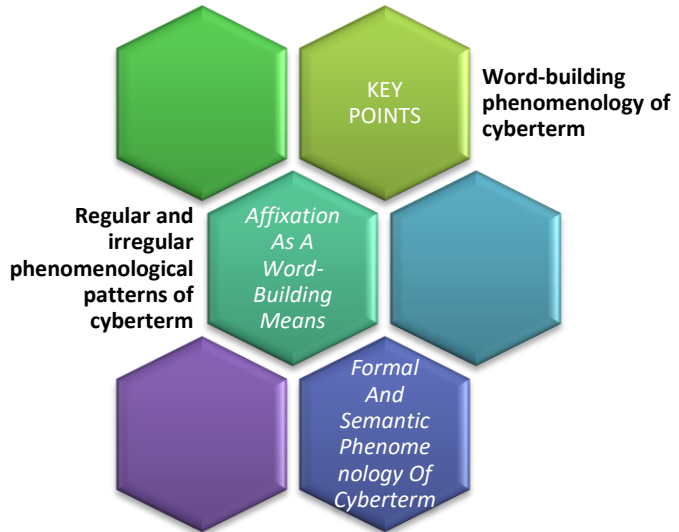 KEY
POINTS
Word-building
phenomenology of
cyberterm
Regular and
irregular
phenomenological
patterns of
cyberterm
Affixation
As A
Word-
Building
Means
Formal
And
Semantic
Phenome
nology Of
Cyberterm